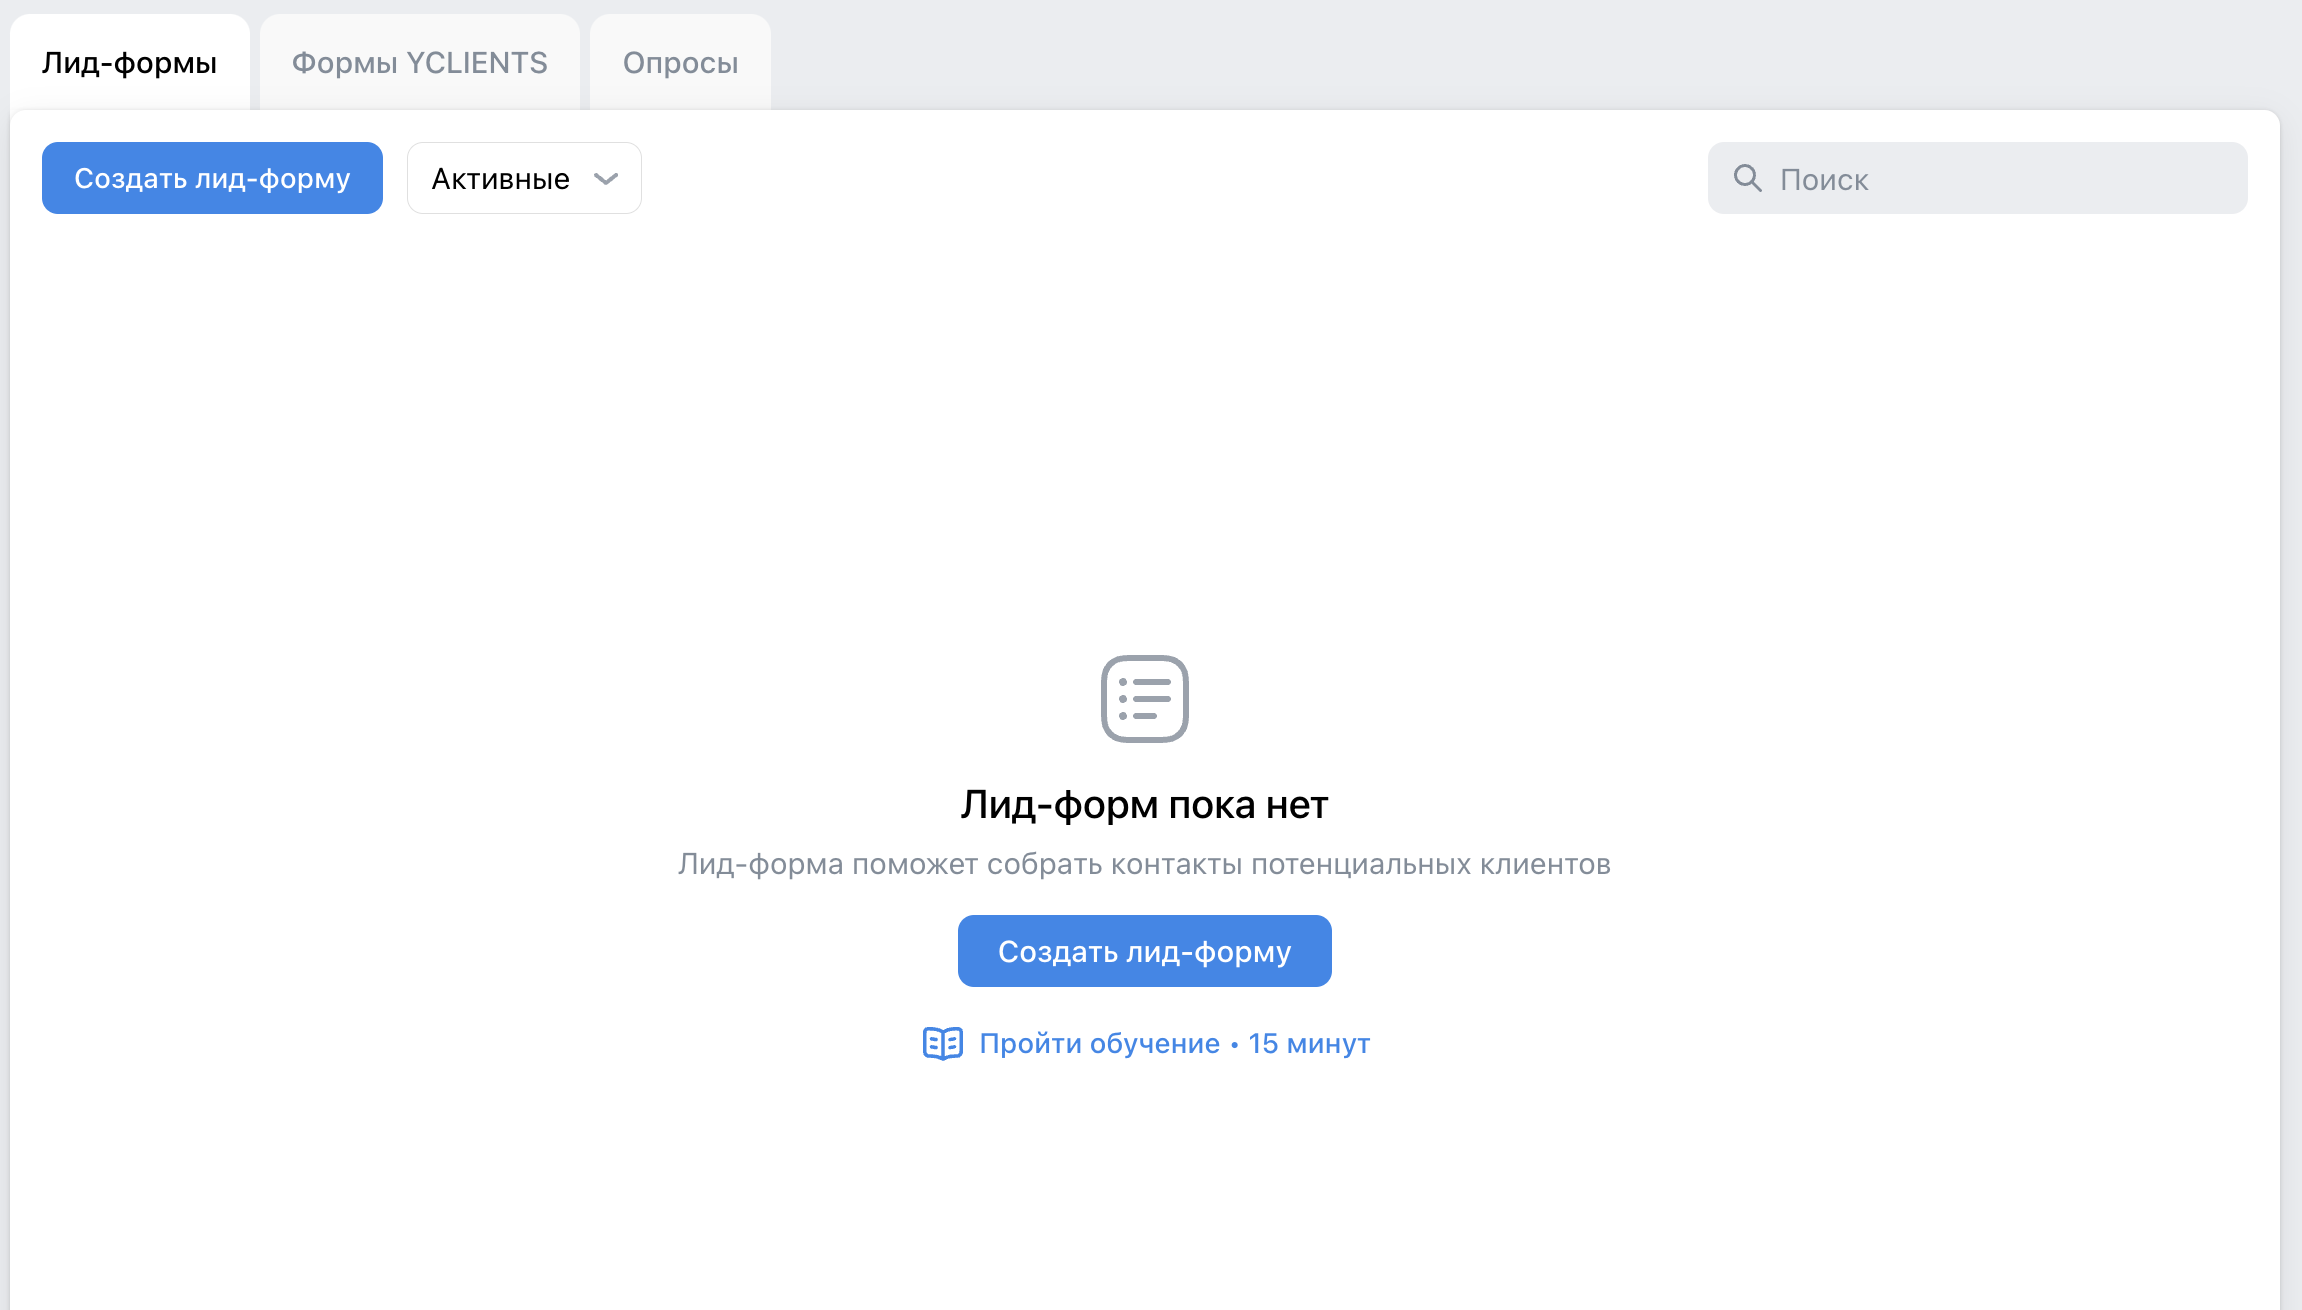 Лид-формы
Формы YCLIENTS
Опросы
Создать лид-форму
Активные
Поиск
Лид-форм пока нет
Лид-форма поможет собрать контакты потенциальных клиентов
Создать лид-форму
Пройти обучение • 15 минут